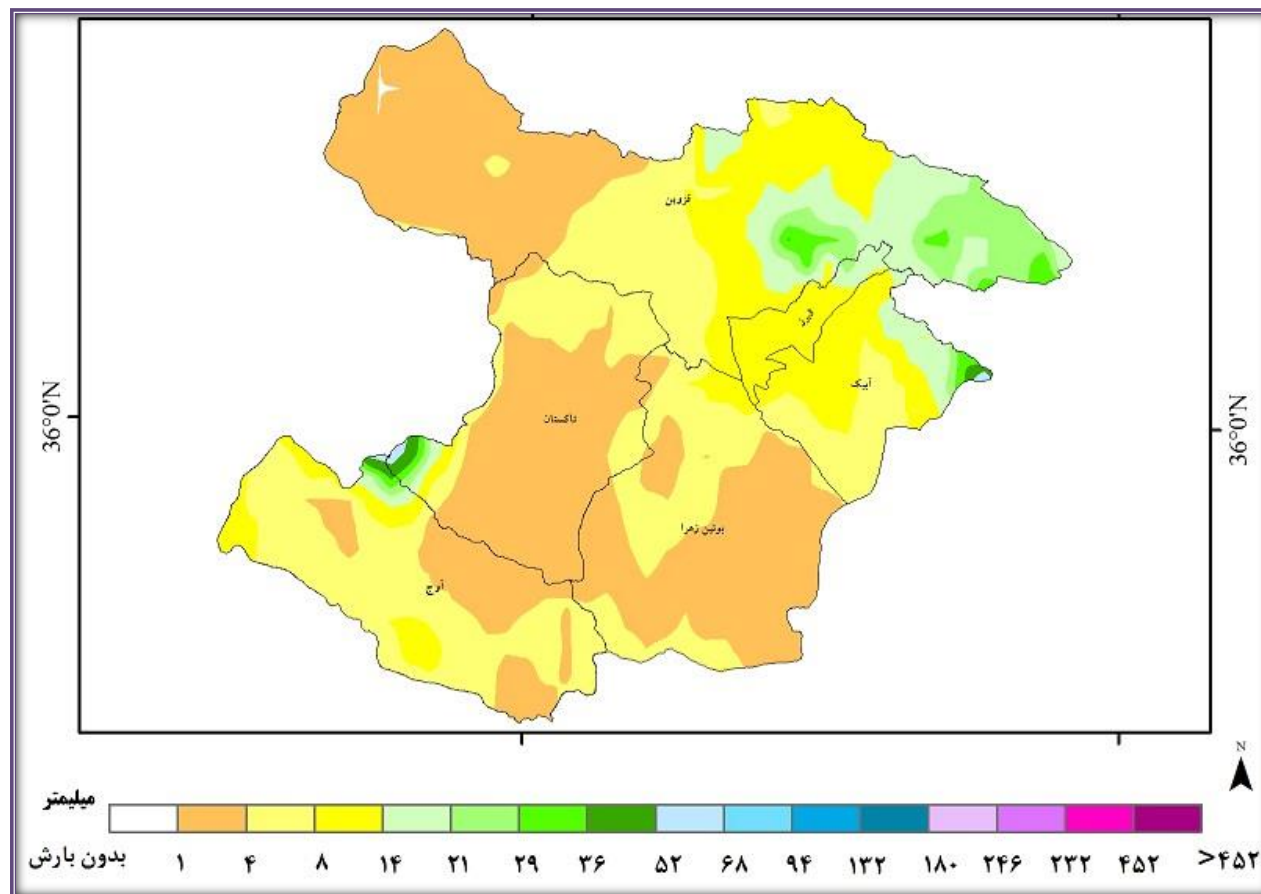 قزوین
البرز
آبیک
36°0'N
36°0'N
تاکستان
بوئین زهرا
آوج
N
میلیمتر
بدون بارش ۱ ۴ ۸ ۱۴ ۲۱ ۲۹ ۳۶ ۵۲ ۶۸ ۹۴ ۱۳۲ ۱۸۰ ۲۴۶ ۲۳۲ ۴۵۲ >۴۵۲